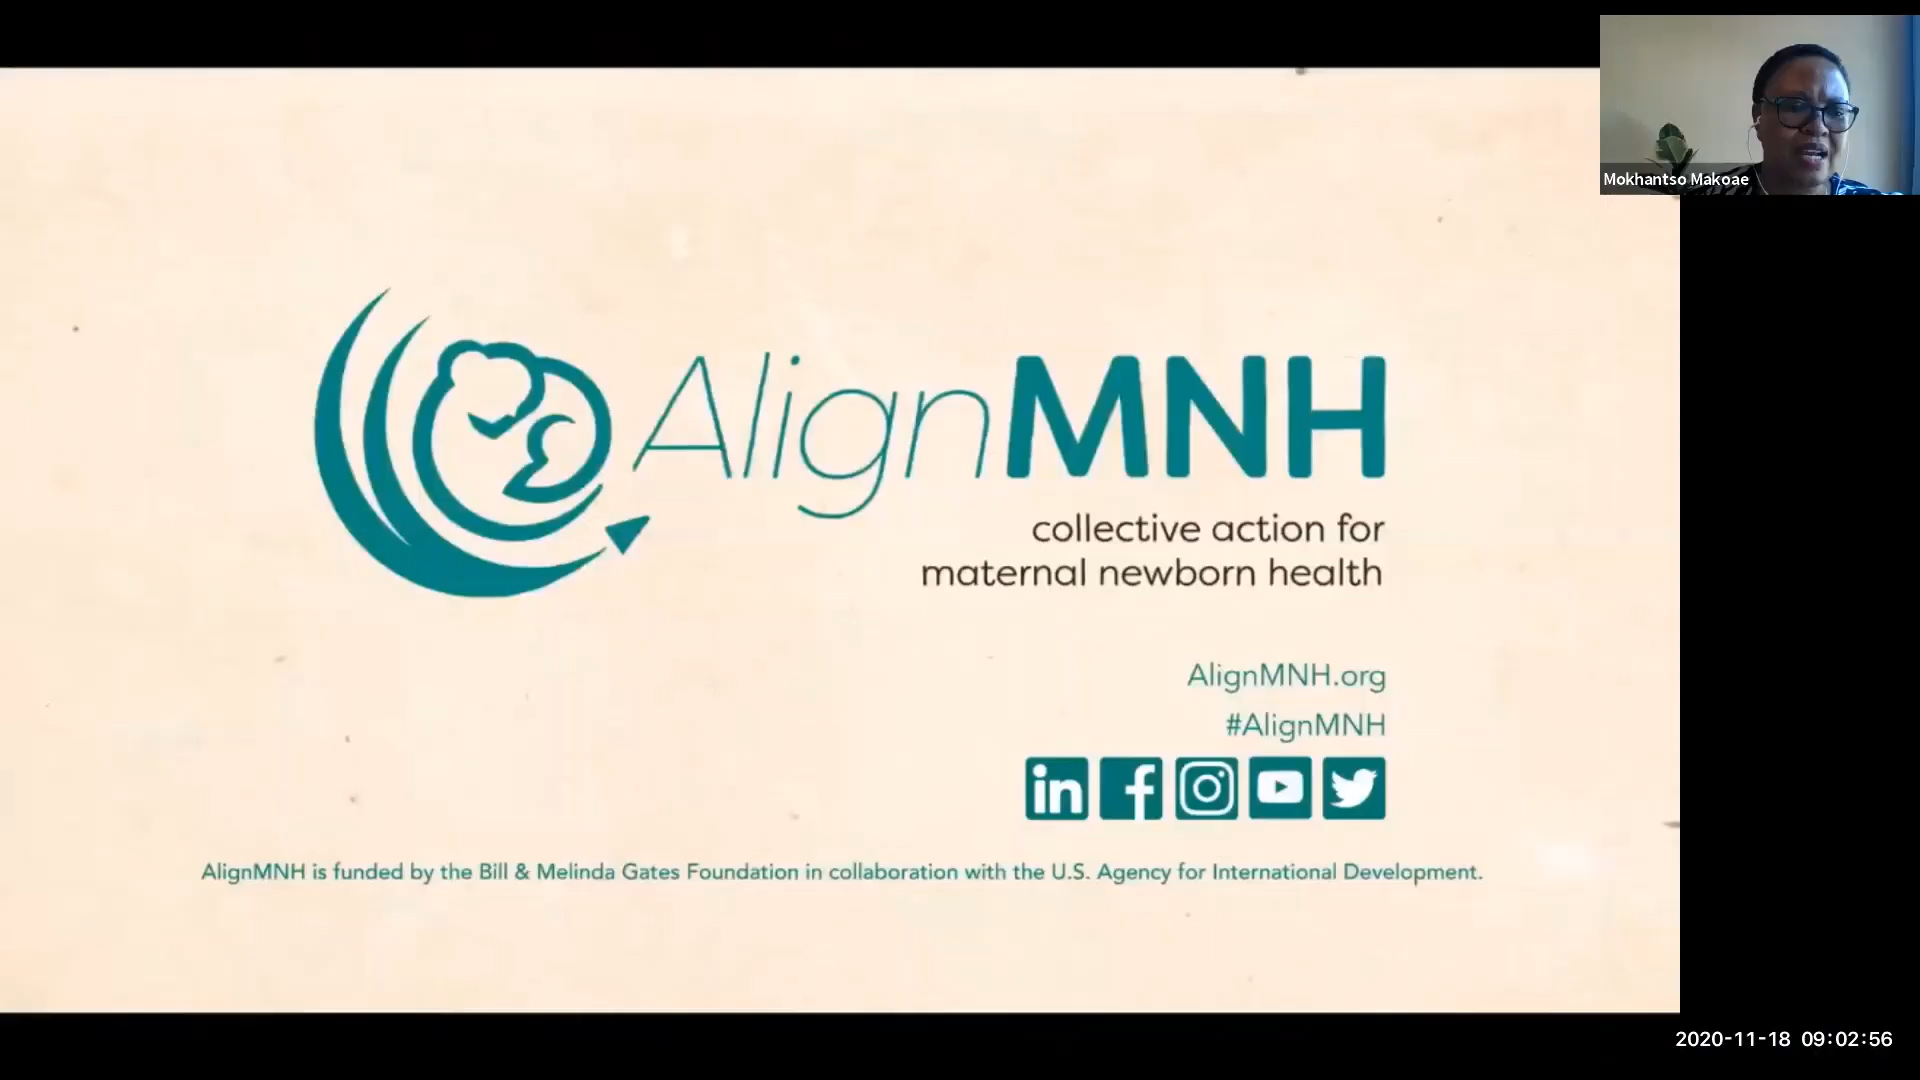 Mokhantso Makoae
AlignMNH
collective action for
maternal newborn health
AlignMNH.org
#AlignMNH
in
f
AlignMNH is funded by the Bill & Melinda Gates Foundation in collaboration with the U.S. Agency for International Development.
2020-11-18 09:02:56